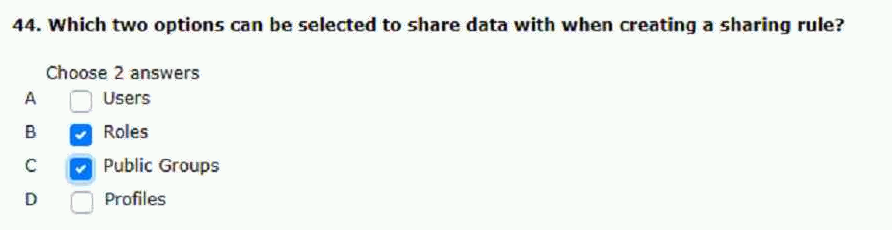 44. Which two options can be selected to share data with when creating a sharing rule?
Choose 2 answers
A Users
B Roles
C Public Groups
D Profiles